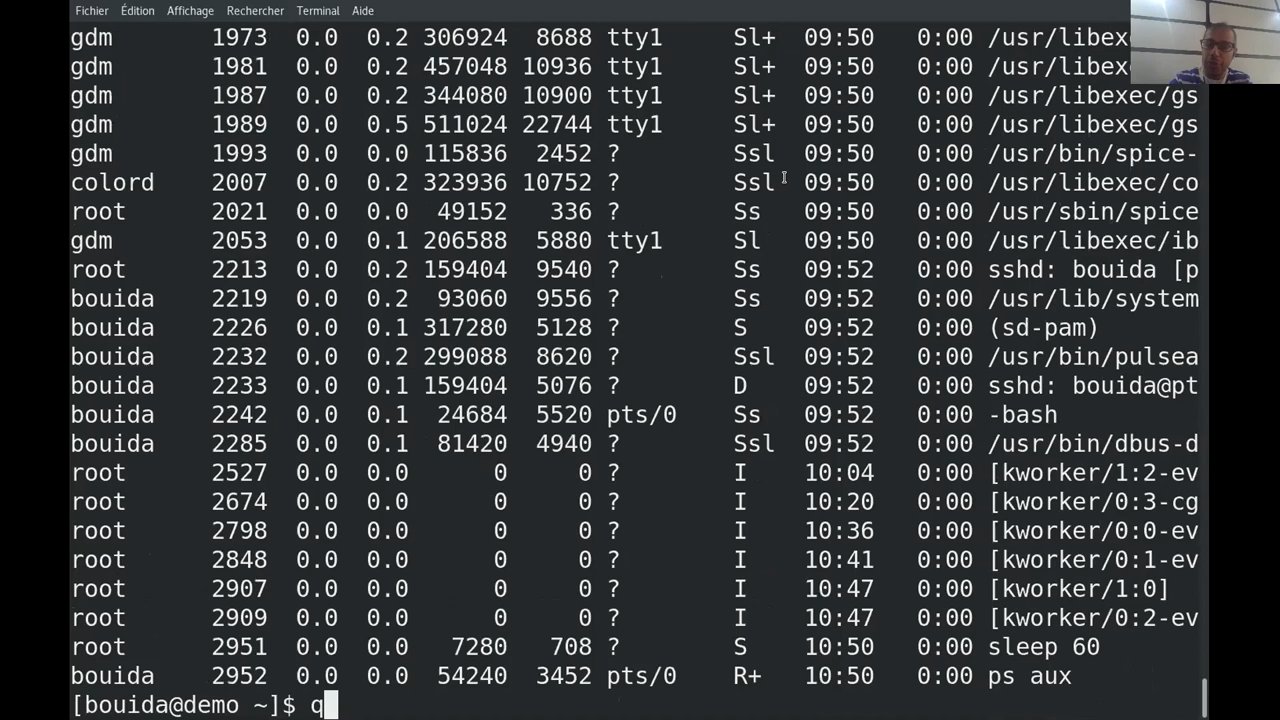 Fichier Édition Affichage Rechercher Terminal Aide
gdm 1973 0.0 0.2 306924 8688 tty1 Sl+ 09:50 0:00 /usr/libex
gdm 1981 0.0 0.2 457048 10936 tty1 Sl+ 09:50 0:00 /usr/libex
gdm 1987 0.0 0.2 344080 10900 tty1 Sl+ 09:50 0:00 /usr/libexec/gs
gdm 1989 0.0 0.5 511024 22744 tty1 Sl+ 09:50 0:00 /usr/libexec/gs
gdm 1993 0.0 0.0 115836 2452 ? Ssl 09:50 0:00 /usr/bin/spice-
colord 2007 0.0 0.2 323936 10752 ? Ssl 09:50 0:00 /usr/libexec/co
root 2021 0.0 0.0 49152 336 ? Ss 09:50 0:00 /usr/sbin/spice
gdm 2053 0.0 0.1 206588 5880 tty1 Sl 09:50 0:00 /usr/libexec/ib
root 2213 0.0 0.2 159404 9540 ? Ss 09:52 0:00 sshd: bouida [p
bouida 2219 0.0 0.2 93060 9556 ? Ss 09:52 0:00 /usr/lib/system
bouida 2226 0.0 0.1 317280 5128 ? S 09:52 0:00 (sd-pam)
bouida 2232 0.0 0.2 299088 8620 ? Ssl 09:52 0:00 /usr/bin/pulsea
bouida 2233 0.0 0.1 159404 5076 ? D 09:52 0:00 sshd: bouida@pt
bouida 2242 0.0 0.1 24684 5520 pts/0 Ss 09:52 0:00 -bash
bouida 2285 0.0 0.1 81420 4940 ? Ssl 09:52 0:00 /usr/bin/dbus-d
root 2527 0.0 0.0 0 0 ? I 10:04 0:00 [kworker/1:2-ev
root 2674 0.0 0.0 0 0 ? I 10:20 0:00 [kworker/0:3-cg
root 2798 0.0 0.0 0 0 ? I 10:36 0:00 [kworker/0:0-ev
root 2848 0.0 0.0 0 0 ? I 10:41 0:00 [kworker/0:1-ev
root 2907 0.0 0.0 0 0 ? I 10:47 0:00 [kworker/1:0]
root 2909 0.0 0.0 0 0 ? I 10:47 0:00 [kworker/0:2-ev
root 2951 0.0 0.0 7280 708 ? S 10:50 0:00 sleep 60
bouida 2952 0.0 0.0 54240 3452 pts/0 R+ 10:50 0:00 ps aux
[bouida@demo ~]$ q